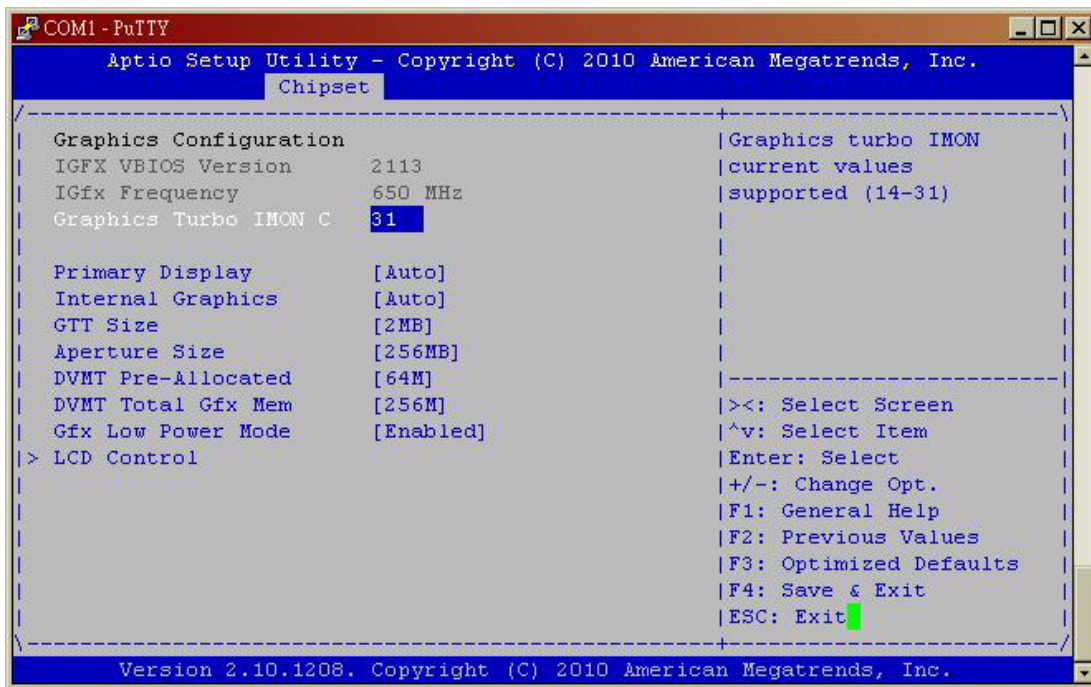 COM1 - PuTTY
Aptio Setup Utility - Copyright (C) 2010 American Megatrends, Inc.
Chipset
/----------------------------------------------------+-------------------------\
| Graphics Configuration |Graphics turbo IMON |
| IGFX VBIOS Version 2113 |current values |
| IGfx Frequency 650 MHz |supported (14-31) |
| Graphics Turbo IMON C 31 | |
| | |
| Primary Display [Auto] | |
| Internal Graphics [Auto] | |
| GTT Size [2MB] | |
| Aperture Size [256MB] | |
| DVMT Pre-Allocated [64M] |-------------------------|
| DVMT Total Gfx Mem [256M] |><: Select Screen |
| Gfx Low Power Mode [Enabled] |^v: Select Item |
|> LCD Control |Enter: Select |
| |+/-: Change Opt. |
| |F1: General Help |
| |F2: Previous Values |
| |F3: Optimized Defaults |
| |F4: Save & Exit |
| |ESC: Exit |
\----------------------------------------------------+-------------------------/
Version 2.10.1208. Copyright (C) 2010 American Megatrends, Inc.